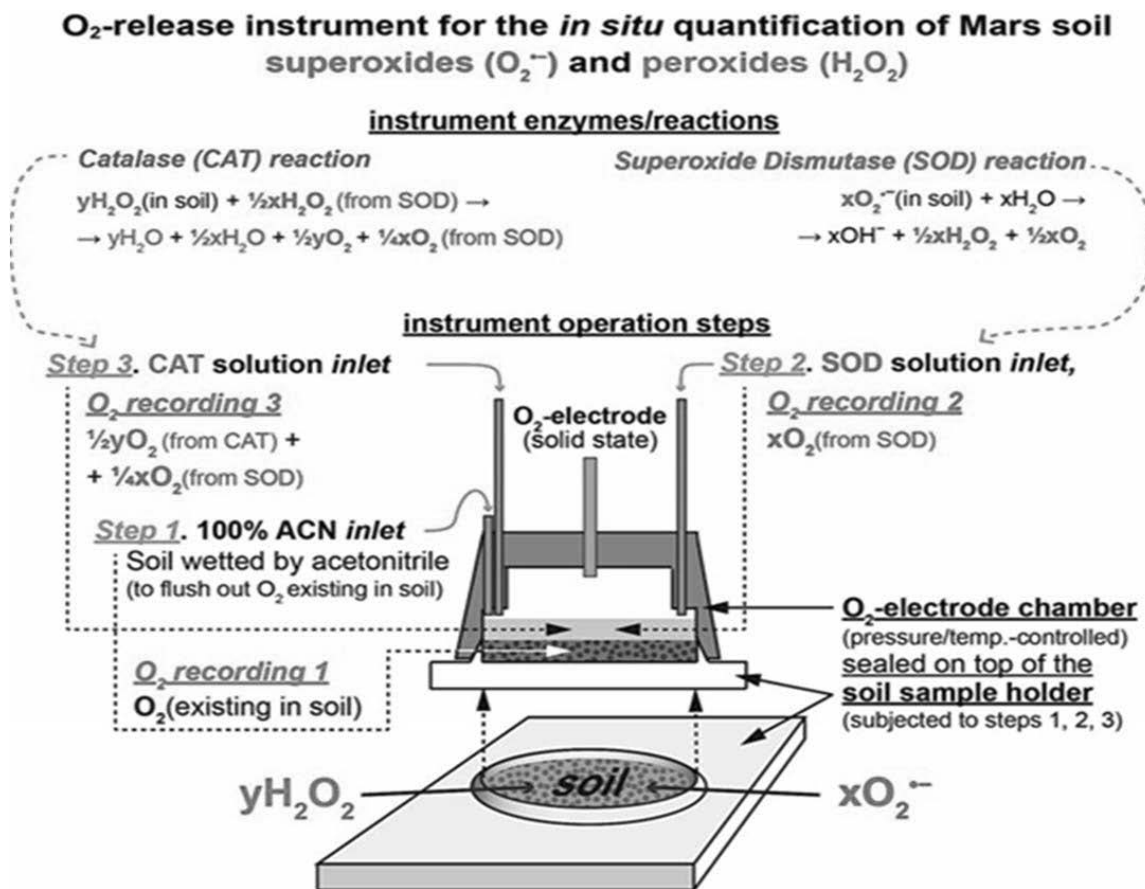 O₂-release instrument for the in situ quantification of Mars soil
superoxides (O₂•−) and peroxides (H₂O₂)
instrument enzymes/reactions
Catalase (CAT) reaction
yH₂O₂(in soil) + ½xH₂O₂ (from SOD) →
→ yH₂O + ½xH₂O + ½yO₂ + ¼xO₂ (from SOD)
Superoxide Dismutase (SOD) reaction
xO₂•−(in soil) + xH₂O →
→ xOH− + ½xH₂O₂ + ½xO₂
instrument operation steps
Step 3. CAT solution inlet
O₂ recording 3
½yO₂ (from CAT) +
+ ¼xO₂(from SOD)
Step 2. SOD solution inlet,
O₂ recording 2
xO₂(from SOD)
O₂-electrode
(solid state)
Step 1. 100% ACN inlet
Soil wetted by acetonitrile
(to flush out O₂ existing in soil)
O₂ recording 1
O₂(existing in soil)
O₂-electrode chamber
(pressure/temp.-controlled)
sealed on top of the
soil sample holder
(subjected to steps 1, 2, 3)
yH₂O₂
soil
xO₂•−